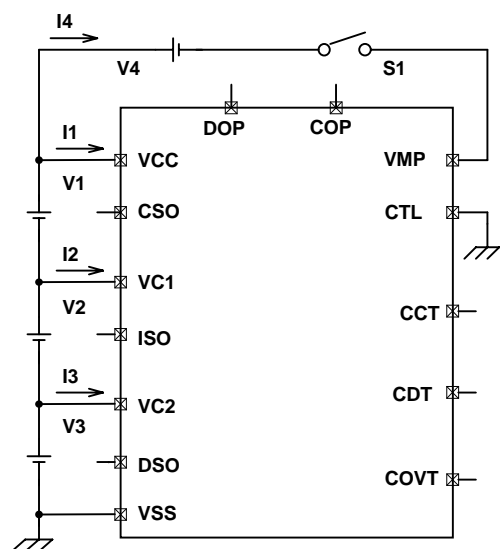 I4
V4
S1
DOP
COP
I1
VCC
VMP
V1
CSO
CTL
I2
VC1
V2
CCT
ISO
I3
CDT
VC2
V3
DSO
COVT
VSS